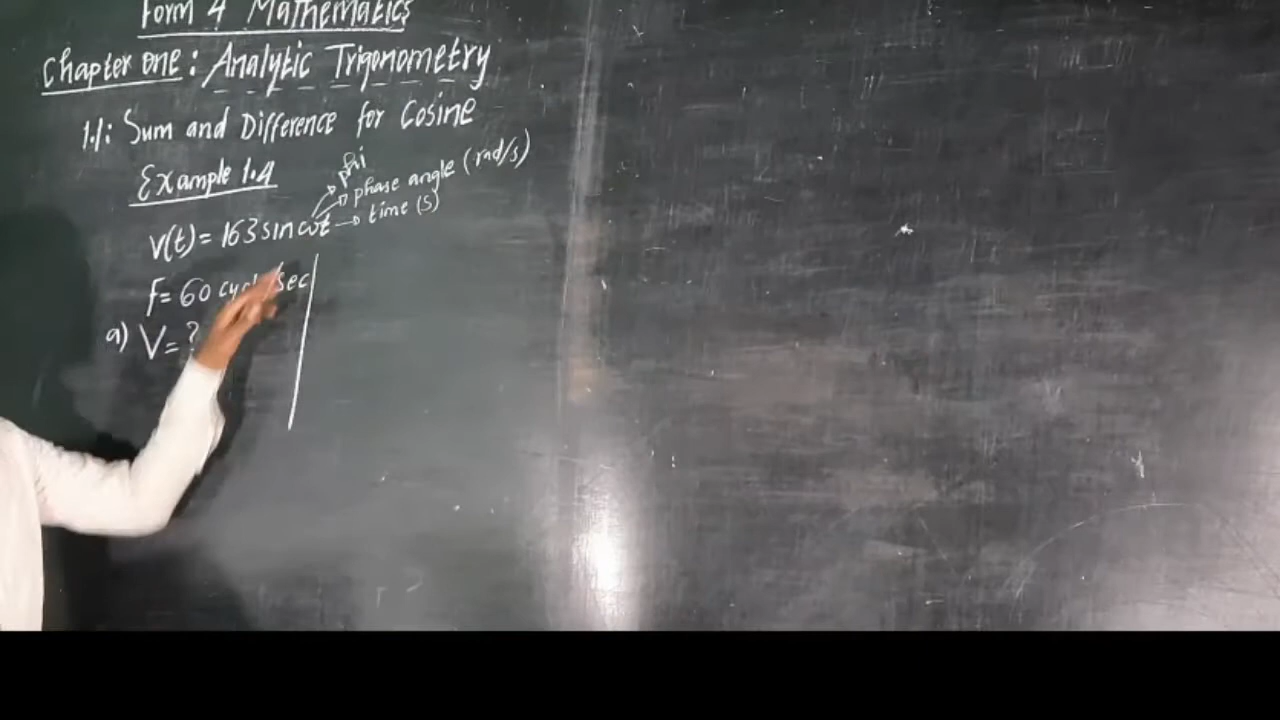 Form 4 Mathematics
Chapter one: Analytic Trigonometry
1.1: Sum and Difference for Cosine
Example 1.4
phi
phase angle (rad/s)
V(t) = 163 sin ωt → time (s)
f = 60 cycle/sec
a) V = ?